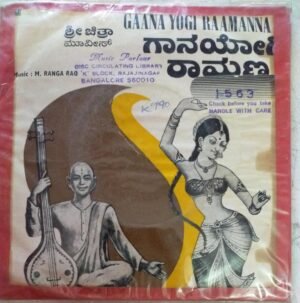 GAANA YOGI RAAMANNA
ಶ್ರೀ ಚಿತ್ರಾ
ಮೂವೀಸ್
ಗಾನಯೋಗಿ
ರಾಮಣ್ಣ
Music Parlour
DISC CIRCULATING LIBRARY
Music : M. RANGA RAO
'K' BLOCK, RAJAJINAGAR
BANGALORE 560010
1563
Check before you take
HANDLE WITH CARE